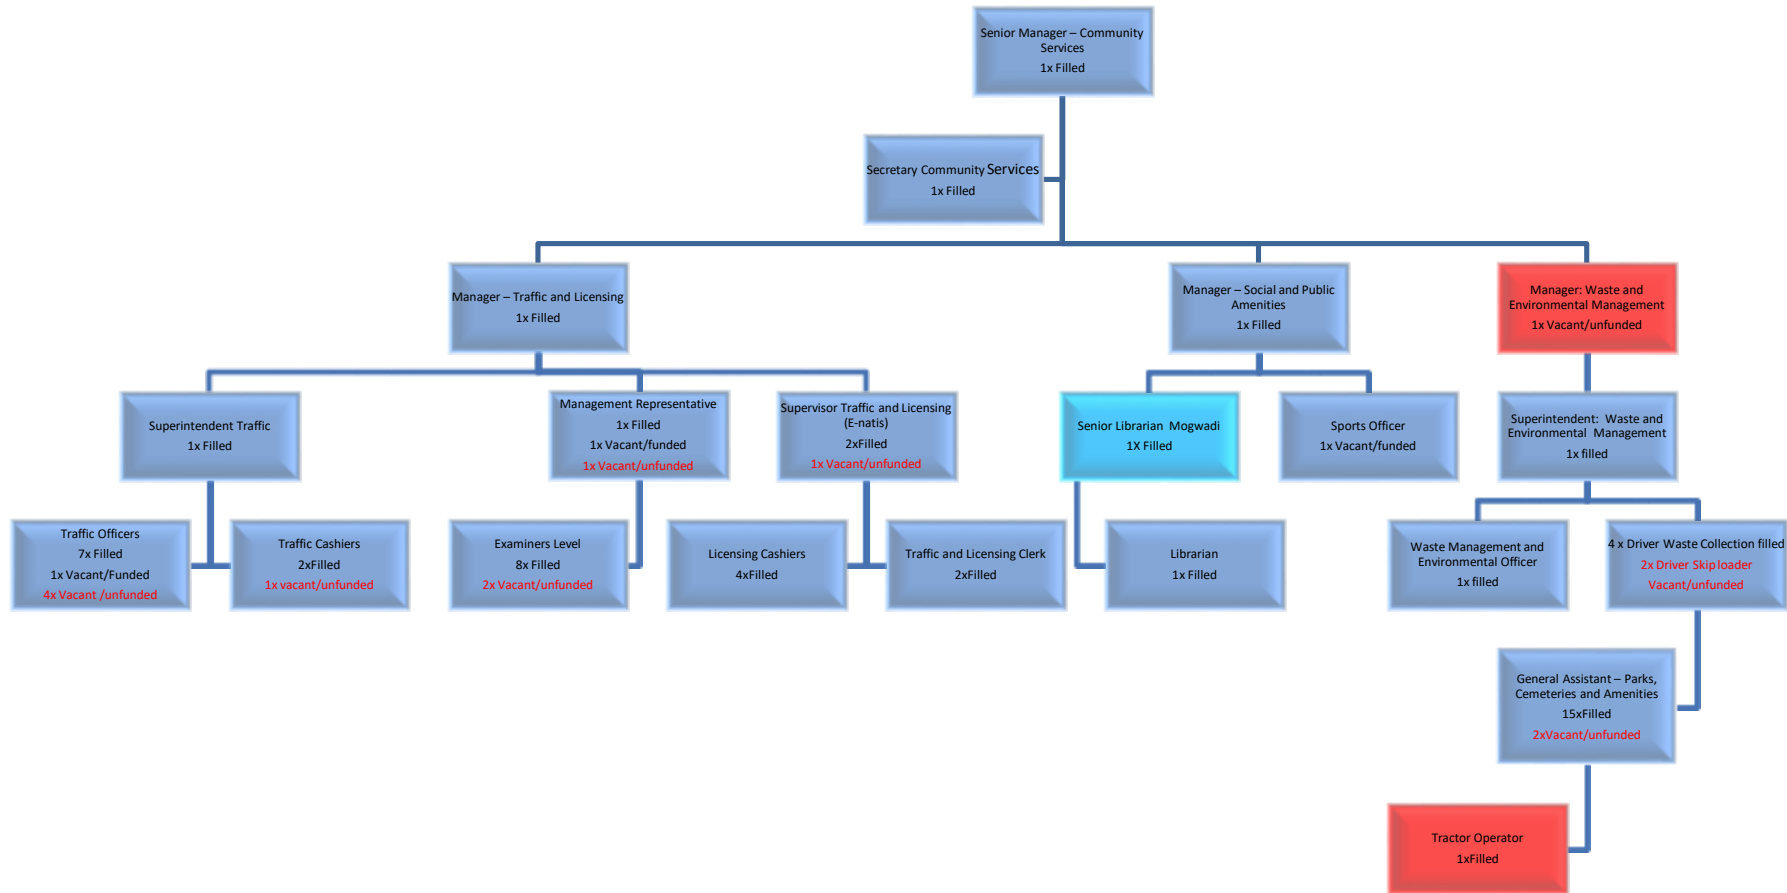 Senior Manager – Community
Services
1x Filled
Secretary Community Services
1x Filled
Manager – Traffic and Licensing
1x Filled
Manager – Social and Public
Amenities
1x Filled
Manager: Waste and
Environmental Management
1x Vacant/unfunded
Superintendent Traffic
1x Filled
Management Representative
1x Filled
1x Vacant/funded
1x Vacant/unfunded
Supervisor Traffic and Licensing
(E-natis)
2xFilled
1x Vacant/unfunded
Senior Librarian Mogwadi
1X Filled
Sports Officer
1x Vacant/funded
Superintendent: Waste and
Environmental Management
1x filled
Traffic Officers
7x Filled
1x Vacant/Funded
4x Vacant /unfunded
Traffic Cashiers
2xFilled
1x vacant/unfunded
Examiners Level
8x Filled
2x Vacant/unfunded
Licensing Cashiers
4xFilled
Traffic and Licensing Clerk
2xFilled
Librarian
1x Filled
Waste Management and
Environmental Officer
1x filled
4 x Driver Waste Collection filled
2x Driver Skip loader
Vacant/unfunded
General Assistant – Parks,
Cemeteries and Amenities
15xFilled
2xVacant/unfunded
Tractor Operator
1xFilled